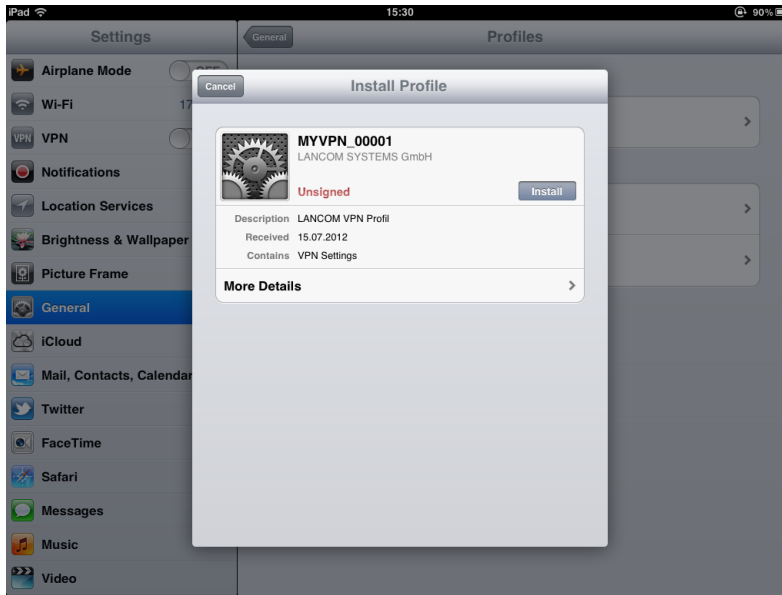 iPad 15:30 90%
Settings
General
Profiles
Airplane Mode
Wi-Fi 17
VPN VPN
Notifications
Location Services
Brightness & Wallpaper
Picture Frame
General
iCloud
Mail, Contacts, Calendar
Twitter
FaceTime
Safari
Messages
Music
Video
Cancel
Install Profile
MYVPN_00001
LANCOM SYSTEMS GmbH
Unsigned
Install
Description LANCOM VPN Profil
Received 15.07.2012
Contains VPN Settings
More Details